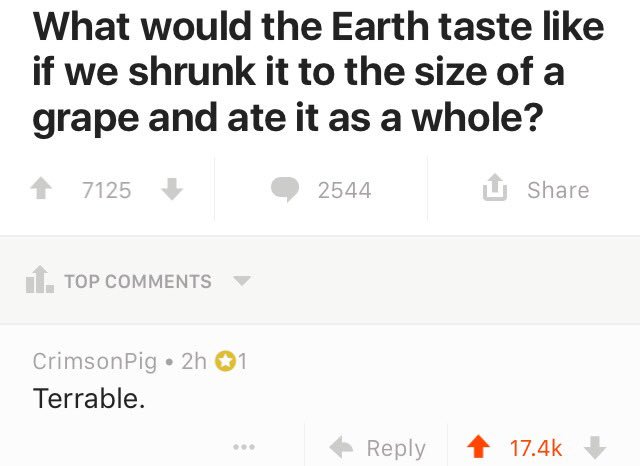 What would the Earth taste like
if we shrunk it to the size of a
grape and ate it as a whole?
7125 2544 Share
TOP COMMENTS
CrimsonPig • 2h 1
Terrable.
... Reply 17.4k